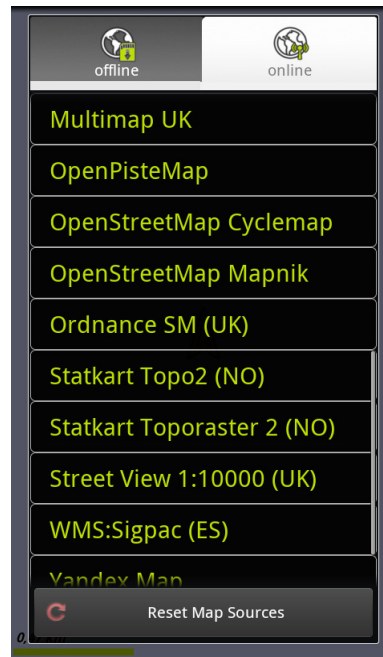 offline
online
Multimap UK
OpenPisteMap
OpenStreetMap Cyclemap
OpenStreetMap Mapnik
Ordnance SM (UK)
Statkart Topo2 (NO)
Statkart Toporaster 2 (NO)
Street View 1:10000 (UK)
WMS:Sigpac (ES)
Yandex Map
Reset Map Sources